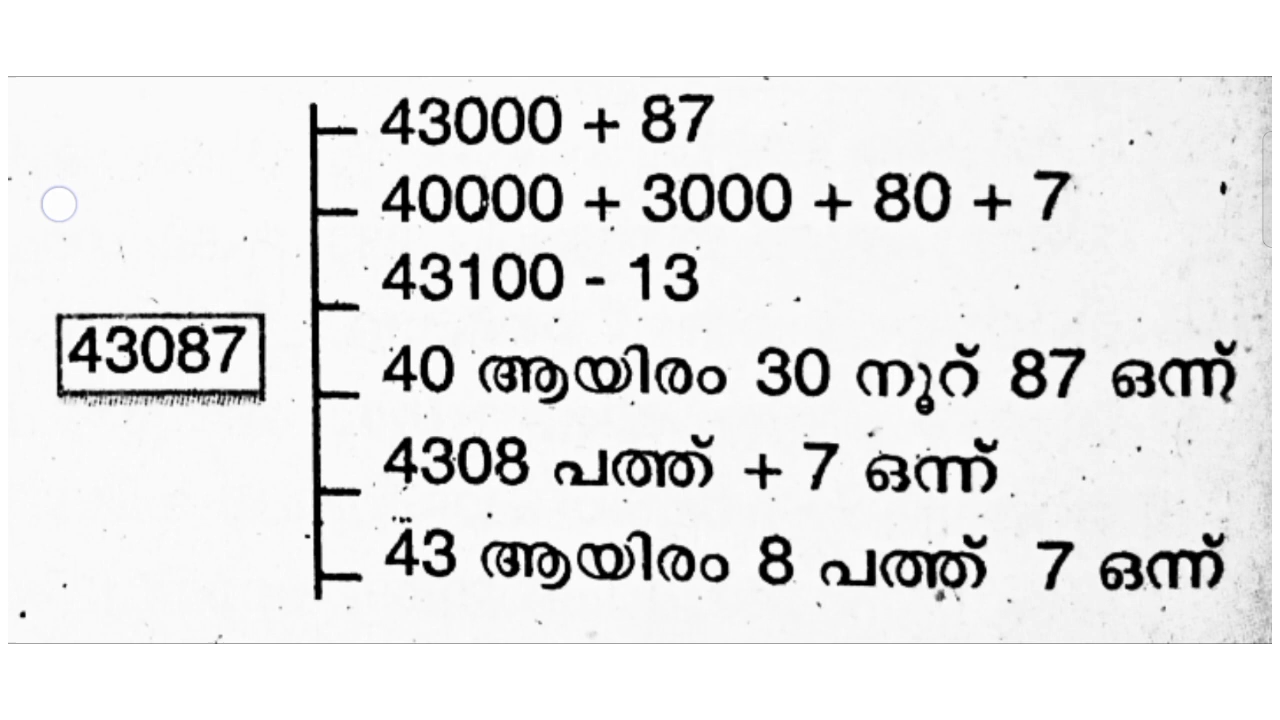 43000 + 87
40000 + 3000 + 80 + 7
43100 - 13
43087
40 ആയിരം 30 നൂറ് 87 ഒന്ന്
4308 പത്ത് + 7 ഒന്ന്
43 ആയിരം 8 പത്ത് 7 ഒന്ന്